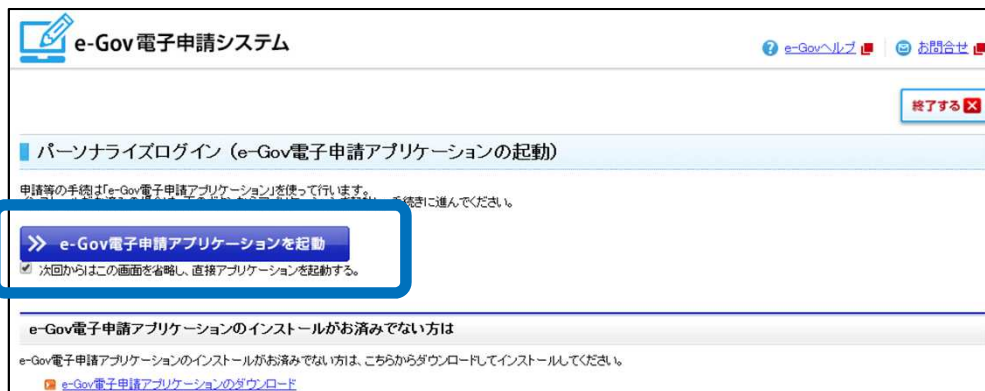 e-Gov電子申請システム
e-Govヘルプ お問合せ
終了する
パーソナライズログイン（e-Gov電子申請アプリケーションの起動）
申請等の手続は「e-Gov電子申請アプリケーション」を使って行います。
手続きに進んでください。
e-Gov電子申請アプリケーションを起動
次回からはこの画面を省略し、直接アプリケーションを起動する。
e-Gov電子申請アプリケーションのインストールがお済みでない方は
e-Gov電子申請アプリケーションのインストールがお済みでない方は、こちらからダウンロードしてインストールしてください。
e-Gov電子申請アプリケーションのダウンロード